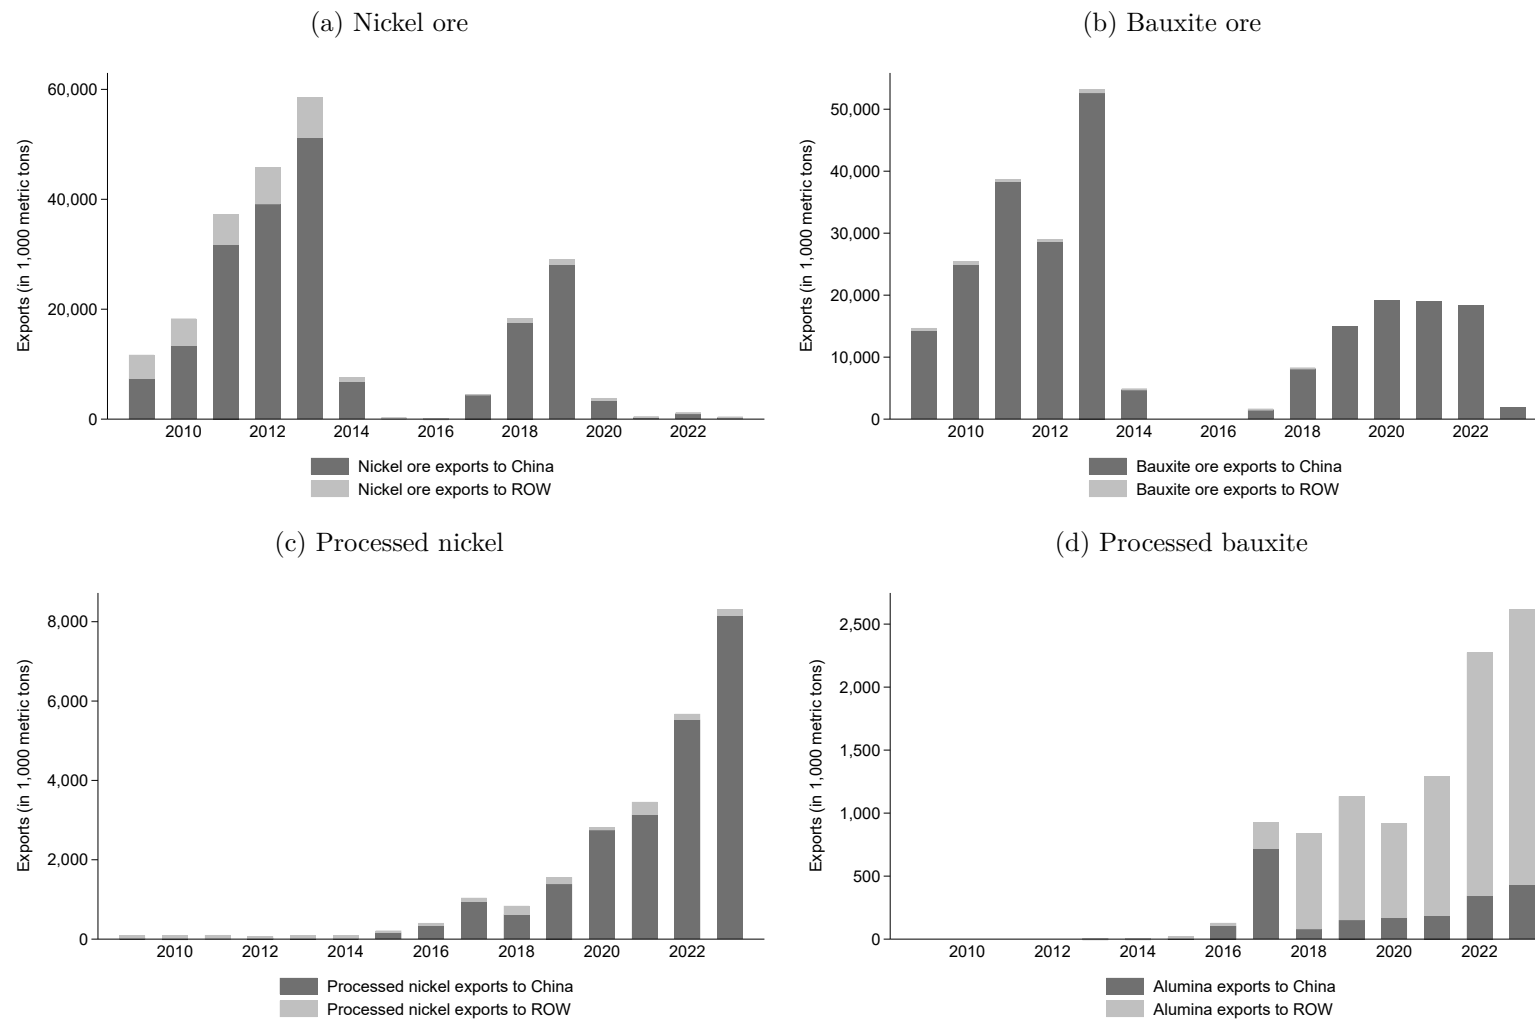 (a) Nickel ore
Exports (in 1,000 metric tons)
60,000
40,000
20,000
0
2010 2012 2014 2016 2018 2020 2022
Nickel ore exports to China
Nickel ore exports to ROW
(b) Bauxite ore
Exports (in 1,000 metric tons)
50,000
40,000
30,000
20,000
10,000
0
2010 2012 2014 2016 2018 2020 2022
Bauxite ore exports to China
Bauxite ore exports to ROW
(c) Processed nickel
Exports (in 1,000 metric tons)
8,000
6,000
4,000
2,000
0
2010 2012 2014 2016 2018 2020 2022
Processed nickel exports to China
Processed nickel exports to ROW
(d) Processed bauxite
Exports (in 1,000 metric tons)
2,500
2,000
1,500
1,000
500
0
2010 2012 2014 2016 2018 2020 2022
Alumina exports to China
Alumina exports to ROW